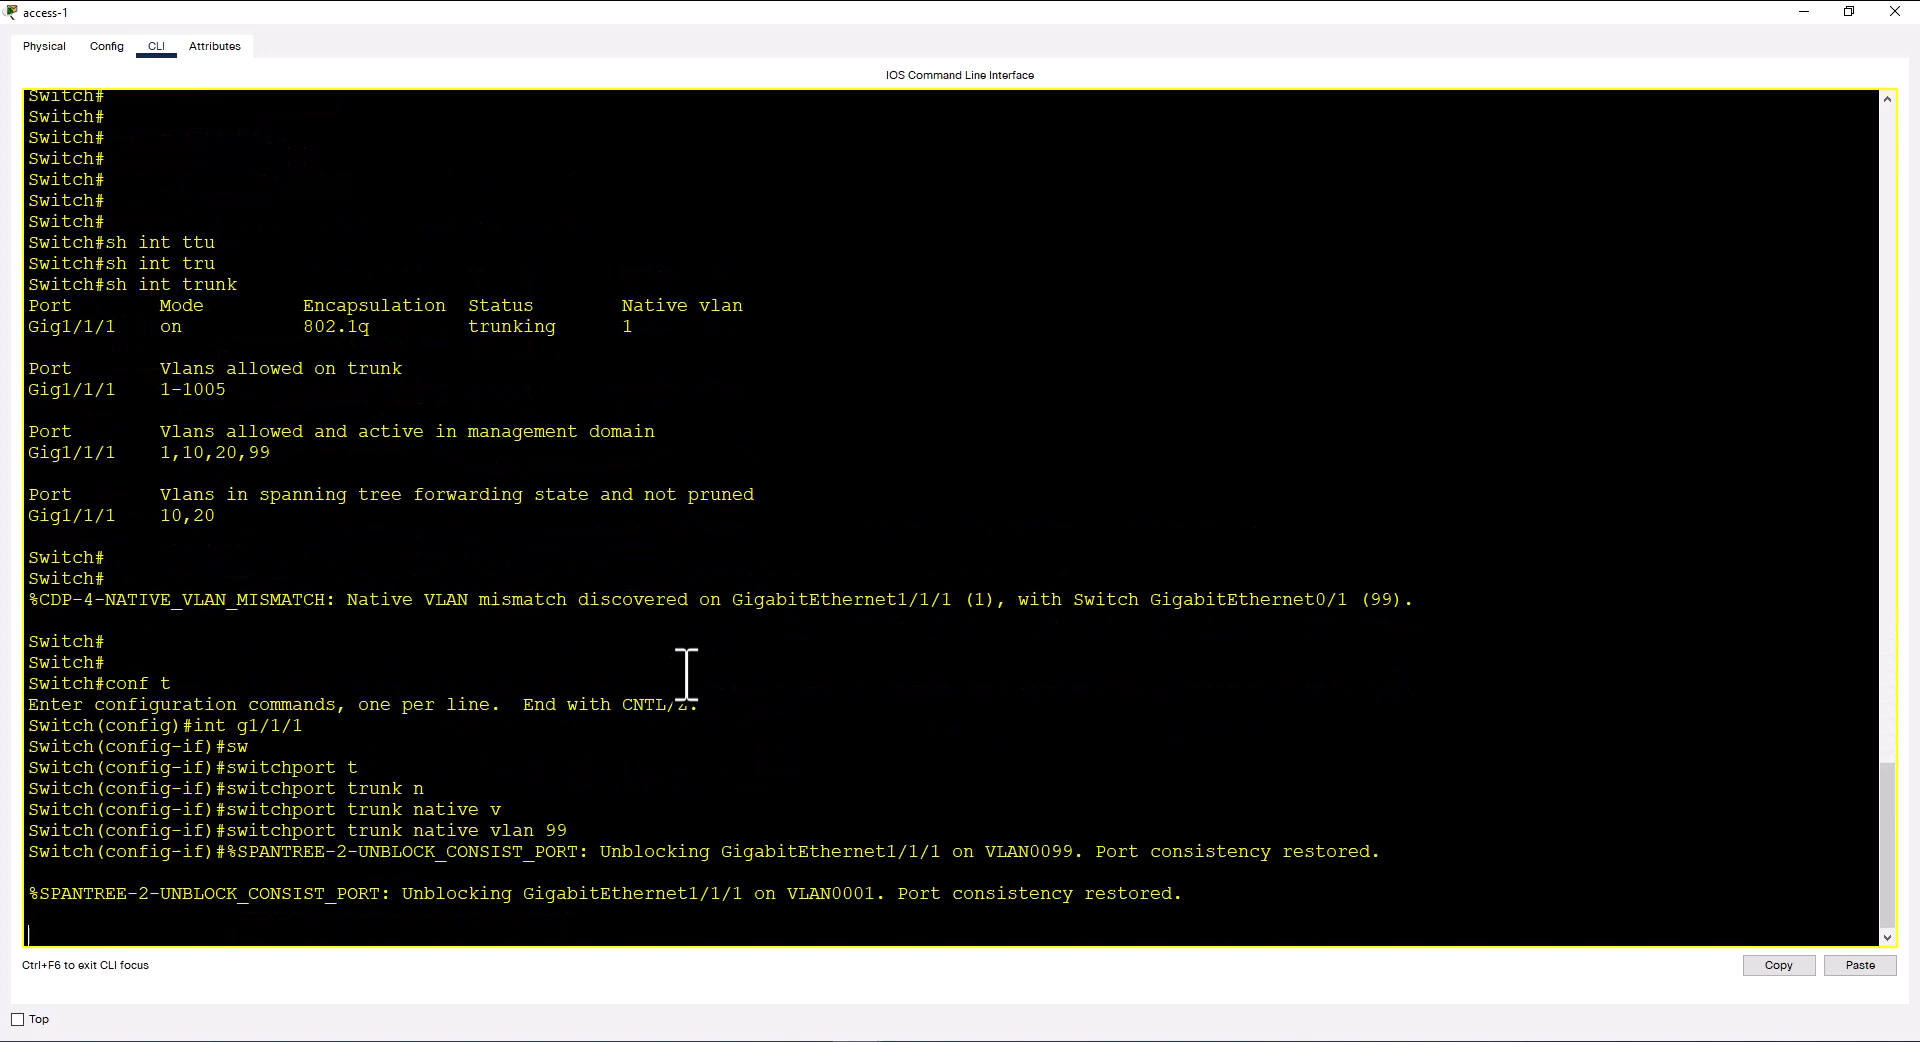 access-1
Physical Config CLI Attributes
IOS Command Line Interface
Switch#
Switch#
Switch#
Switch#
Switch#
Switch#
Switch#
Switch#sh int ttu
Switch#sh int tru
Switch#sh int trunk
Port Mode Encapsulation Status Native vlan
Gig1/1/1 on 802.1q trunking 1
Port Vlans allowed on trunk
Gig1/1/1 1-1005
Port Vlans allowed and active in management domain
Gig1/1/1 1,10,20,99
Port Vlans in spanning tree forwarding state and not pruned
Gig1/1/1 10,20
Switch#
Switch#
%CDP-4-NATIVE_VLAN_MISMATCH: Native VLAN mismatch discovered on GigabitEthernet1/1/1 (1), with Switch GigabitEthernet0/1 (99).
Switch#
Switch#
Switch#conf t
Enter configuration commands, one per line. End with CNTL/Z.
Switch(config)#int g1/1/1
Switch(config-if)#sw
Switch(config-if)#switchport t
Switch(config-if)#switchport trunk n
Switch(config-if)#switchport trunk native v
Switch(config-if)#switchport trunk native vlan 99
Switch(config-if)#%SPANTREE-2-UNBLOCK_CONSIST_PORT: Unblocking GigabitEthernet1/1/1 on VLAN0099. Port consistency restored.
%SPANTREE-2-UNBLOCK_CONSIST_PORT: Unblocking GigabitEthernet1/1/1 on VLAN0001. Port consistency restored.
Ctrl+F6 to exit CLI focus
Copy Paste
Top